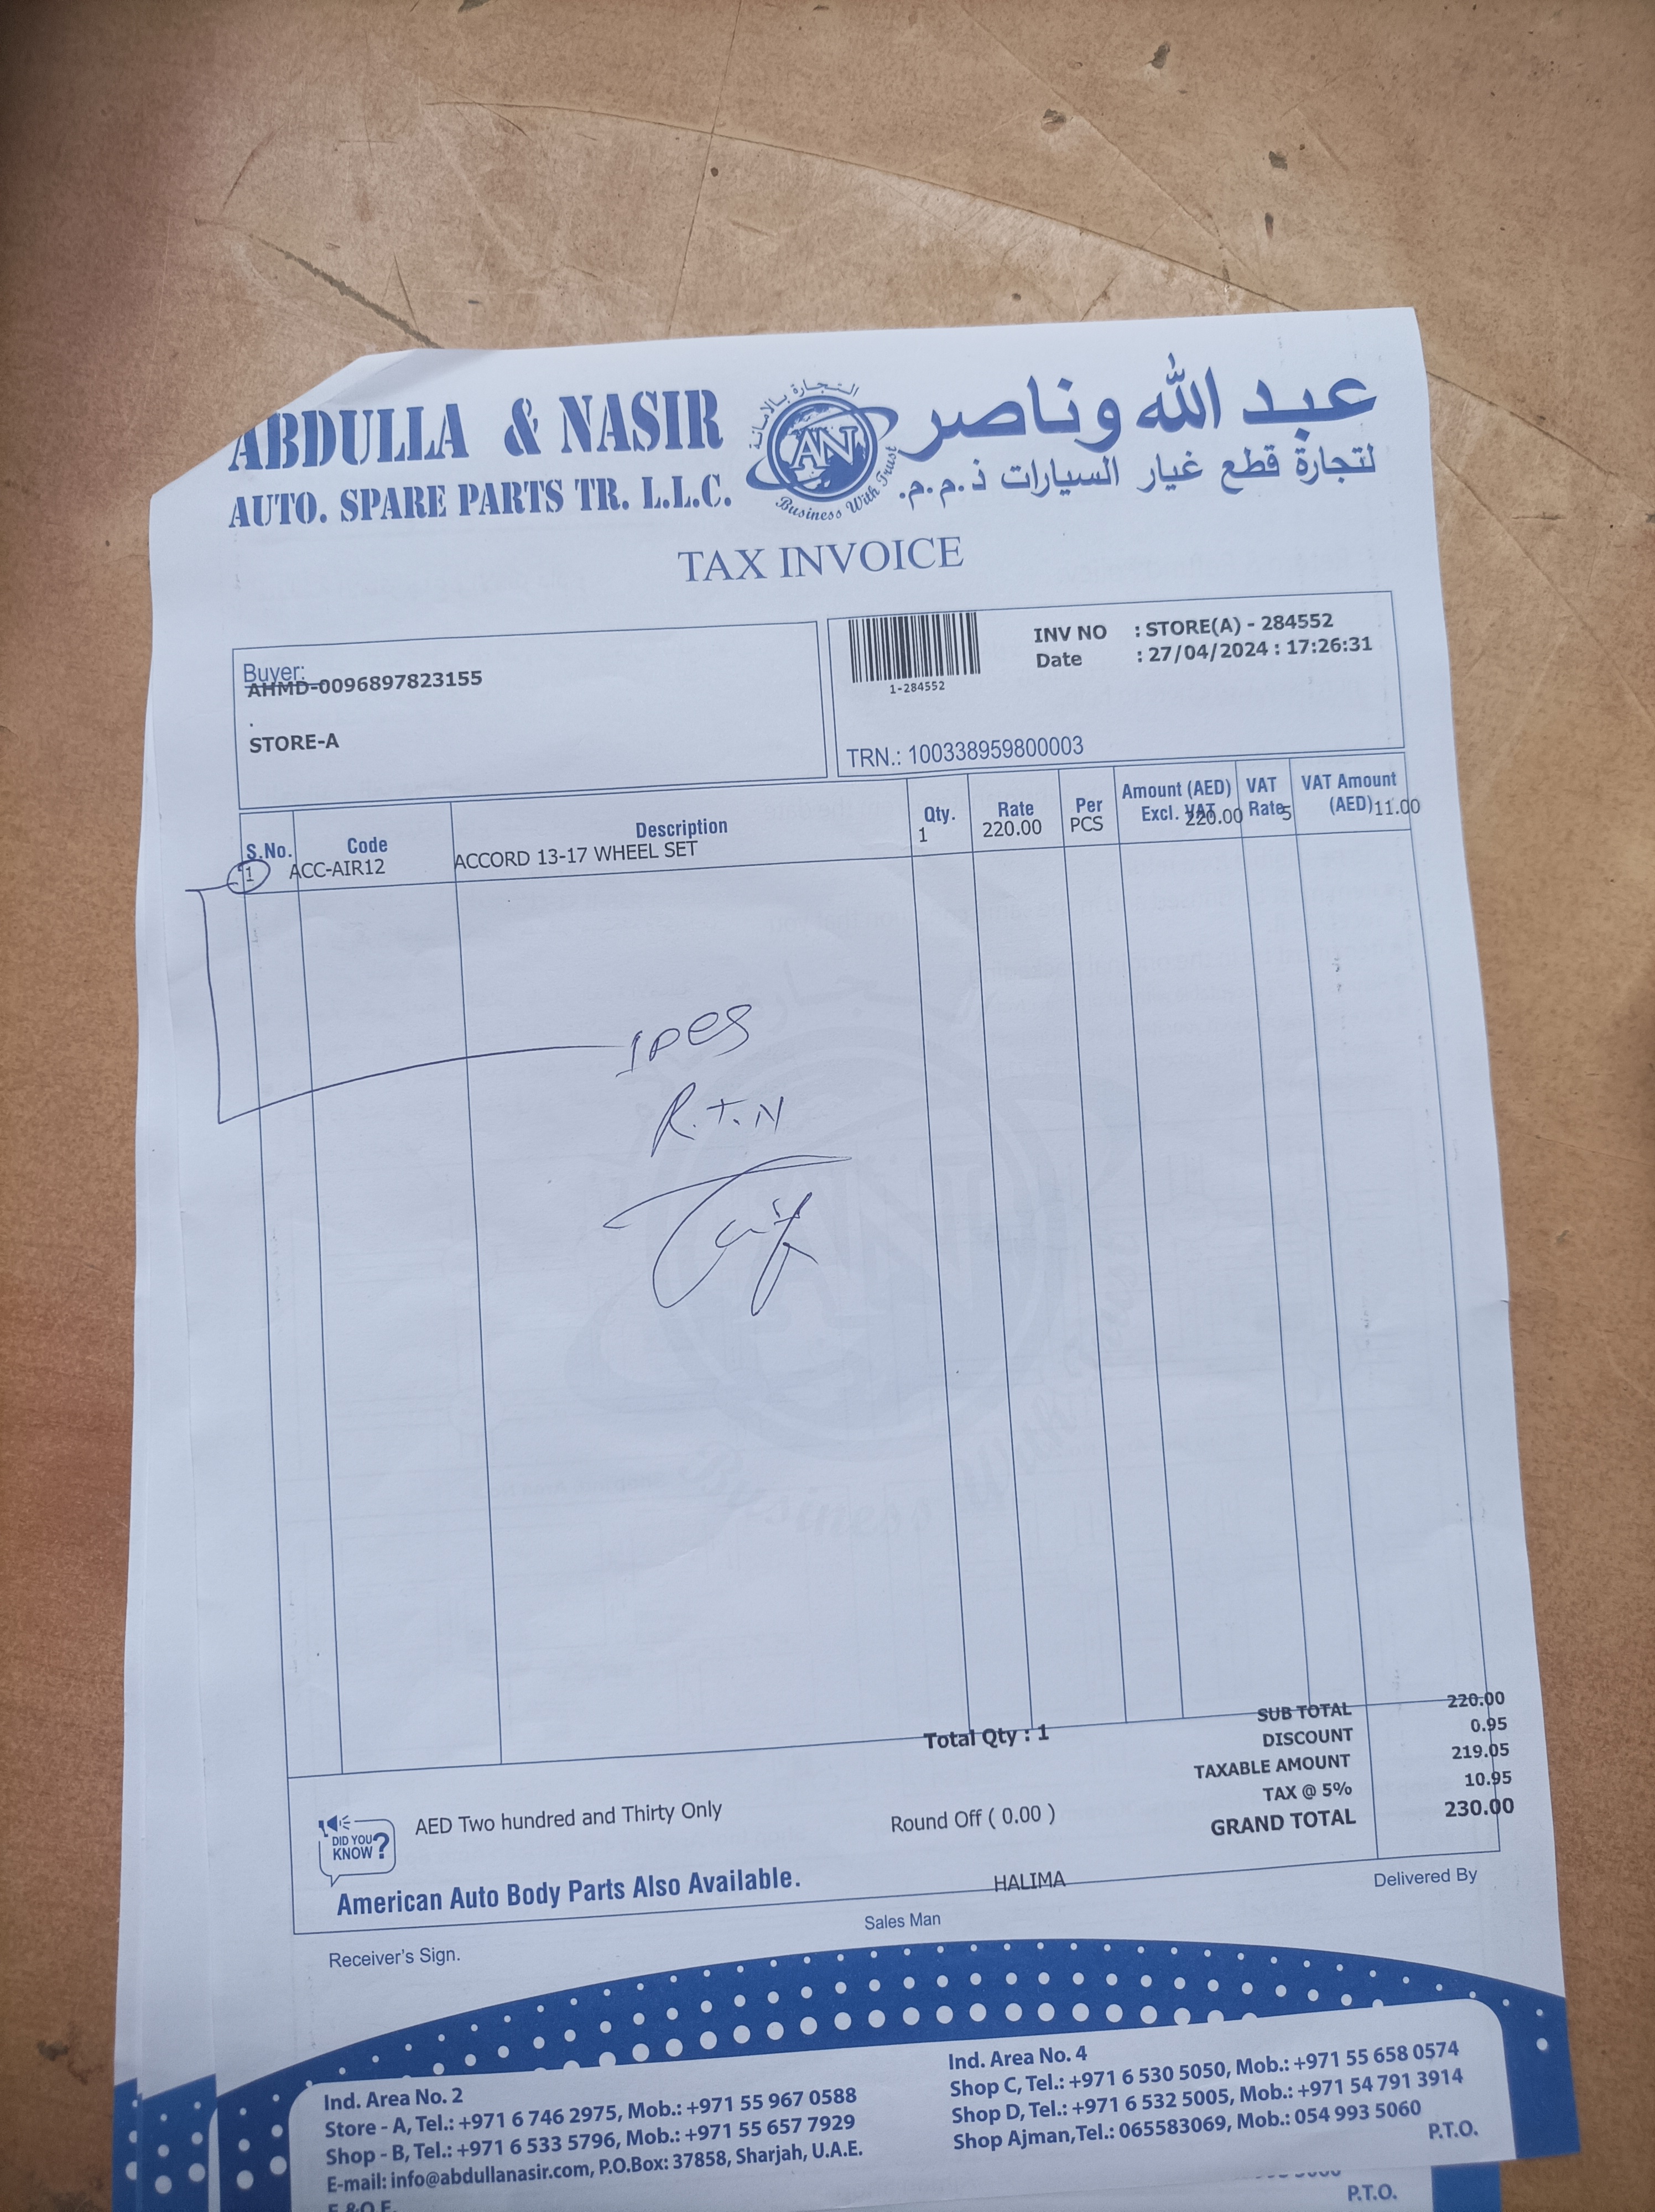 ABDULLA & NASIR
AUTO. SPARE PARTS TR. L.L.C.
التجارة بالامانة
AN
Business With Trust
عبد الله وناصر
لتجارة قطع غيار السيارات ذ.م.م.
TAX INVOICE
Buyer:
AHMD-0096897823155
.
STORE-A
1-284552
INV NO : STORE(A) - 284552
Date : 27/04/2024 : 17:26:31
TRN.: 100338959800003
S.No. Code Description Qty. Rate Per Amount (AED) Excl. VAT VAT Rate VAT Amount (AED)
1 ACC-AIR12 ACCORD 13-17 WHEEL SET 1 220.00 PCS 220.00 5 11.00
1Pes
R.T.N
Total Qty : 1
SUB TOTAL 220.00
DISCOUNT 0.95
TAXABLE AMOUNT 219.05
TAX @ 5% 10.95
GRAND TOTAL 230.00
DID YOU KNOW?
AED Two hundred and Thirty Only
Round Off ( 0.00 )
American Auto Body Parts Also Available.
HALIMA
Receiver's Sign.
Sales Man
Delivered By
Ind. Area No. 2
Store - A, Tel.: +971 6 746 2975, Mob.: +971 55 967 0588
Shop - B, Tel.: +971 6 533 5796, Mob.: +971 55 657 7929
E-mail: info@abdullanasir.com, P.O.Box: 37858, Sharjah, U.A.E.
E.&O.E.
Ind. Area No. 4
Shop C, Tel.: +971 6 530 5050, Mob.: +971 55 658 0574
Shop D, Tel.: +971 6 532 5005, Mob.: +971 54 791 3914
Shop Ajman,Tel.: 065583069, Mob.: 054 993 5060
P.T.O.
P.T.O.